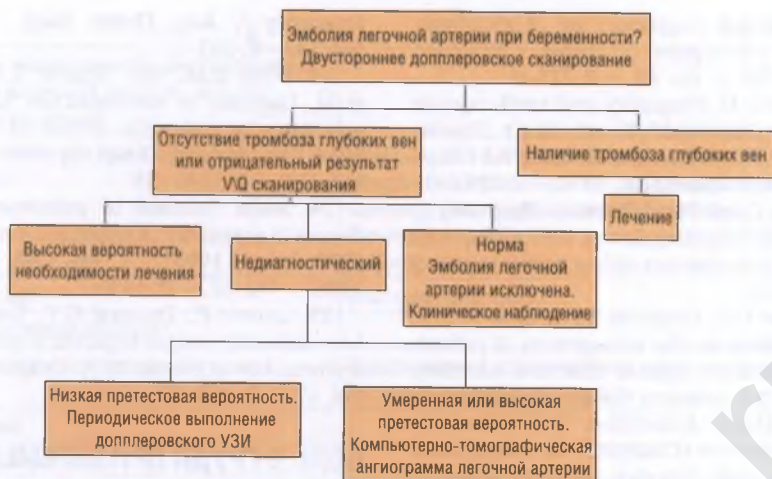 Эмболия легочной артерии при беременности?
Двустороннее допплеровское сканирование
Отсутствие тромбоза глубоких вен
или отрицательный результат
V\Q сканирования
Наличие тромбоза глубоких вен
Лечение
Высокая вероятность
необходимости лечения
Недиагностический
Норма
Эмболия легочной
артерии исключена.
Клиническое наблюдение
Низкая претестовая вероятность.
Периодическое выполнение
допплеровского УЗИ
Умеренная или высокая
претестовая вероятность.
Компьютерно-томографическая
ангиограмма легочной артерии